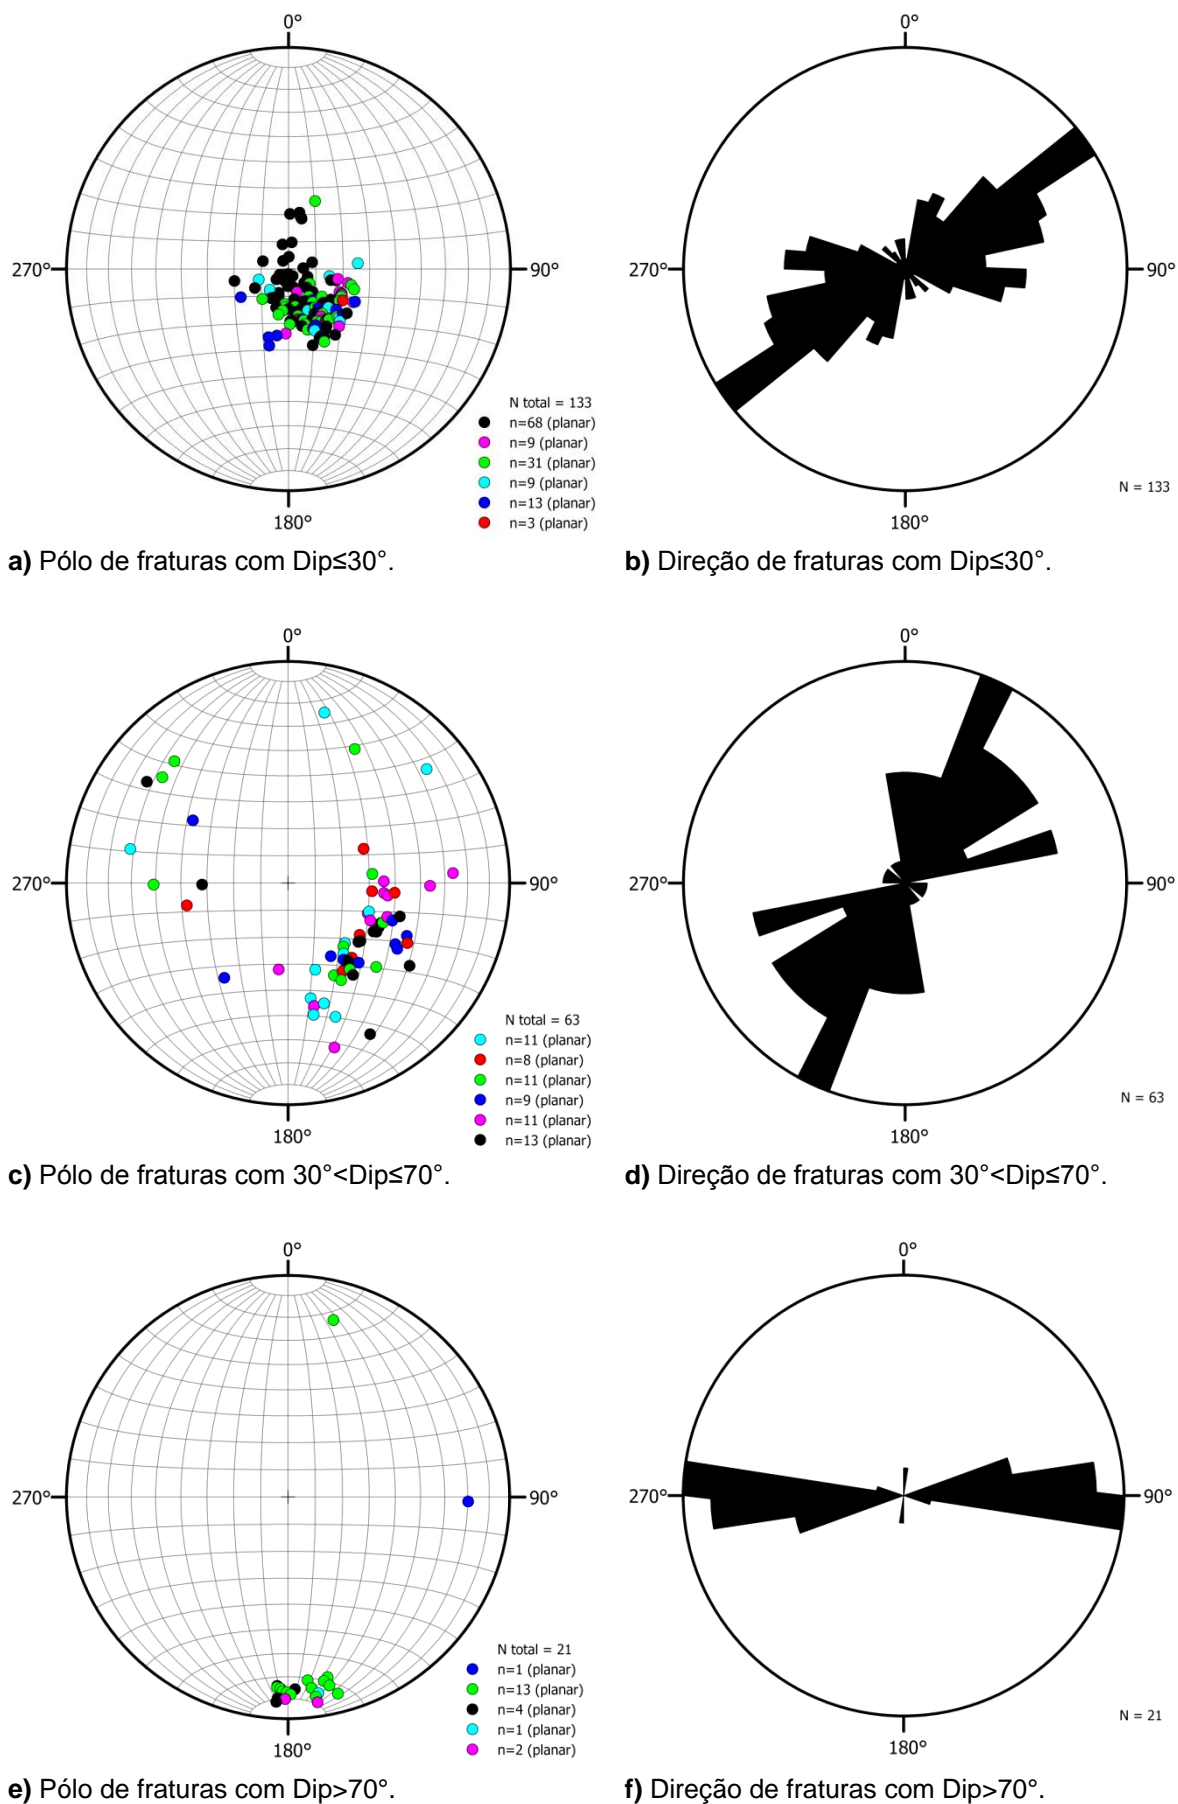 0°
270°
90°
180°
N total = 133
n=68 (planar)
n=9 (planar)
n=31 (planar)
n=9 (planar)
n=13 (planar)
n=3 (planar)
0°
270°
90°
180°
N = 133
a) Pólo de fraturas com Dip≤30°.
b) Direção de fraturas com Dip≤30°.
0°
270°
90°
180°
N total = 63
n=11 (planar)
n=8 (planar)
n=11 (planar)
n=9 (planar)
n=11 (planar)
n=13 (planar)
0°
270°
90°
180°
N = 63
c) Pólo de fraturas com 30°<Dip≤70°.
d) Direção de fraturas com 30°<Dip≤70°.
0°
270°
90°
180°
N total = 21
n=1 (planar)
n=13 (planar)
n=4 (planar)
n=1 (planar)
n=2 (planar)
0°
270°
90°
180°
N = 21
e) Pólo de fraturas com Dip>70°.
f) Direção de fraturas com Dip>70°.